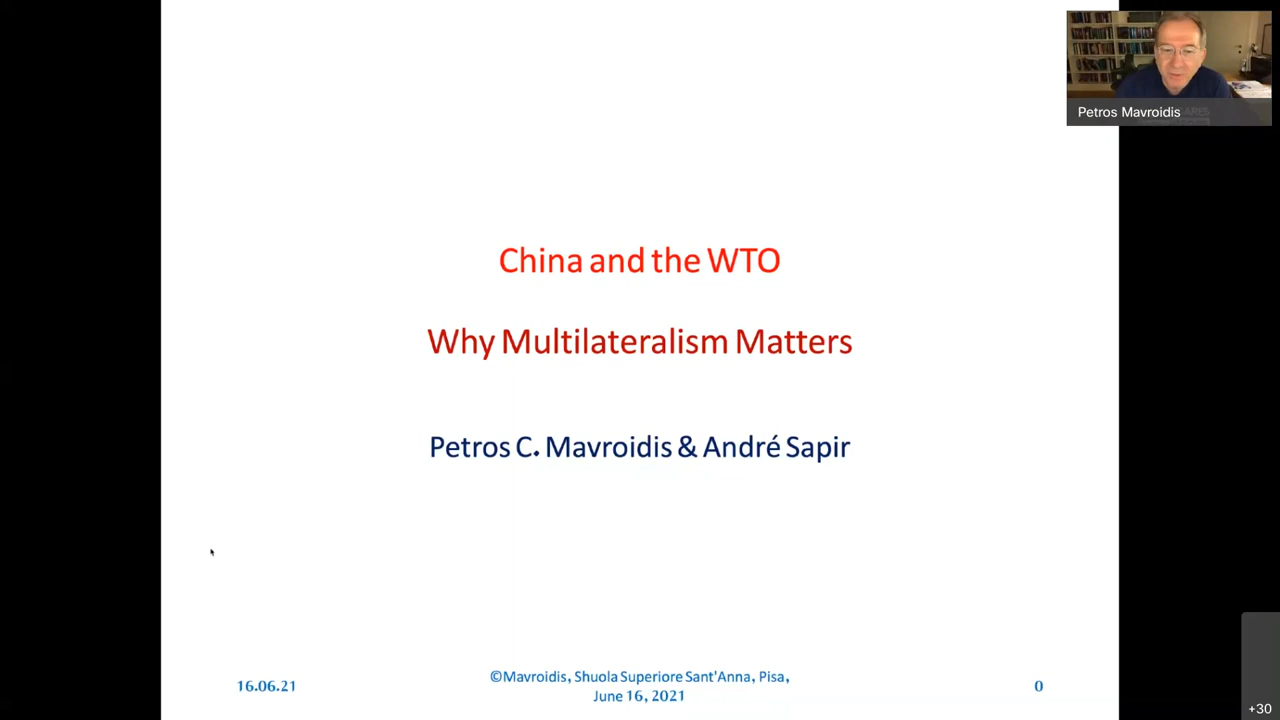 Petros Mavroidis
China and the WTO
Why Multilateralism Matters
Petros C. Mavroidis & André Sapir
16.06.21
©Mavroidis, Shuola Superiore Sant'Anna, Pisa,
June 16, 2021
0
+30